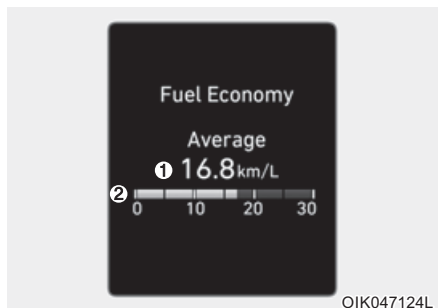 Fuel Economy
Average
❶ 16.8km/L
❷
0 10 20 30
OIK047124L